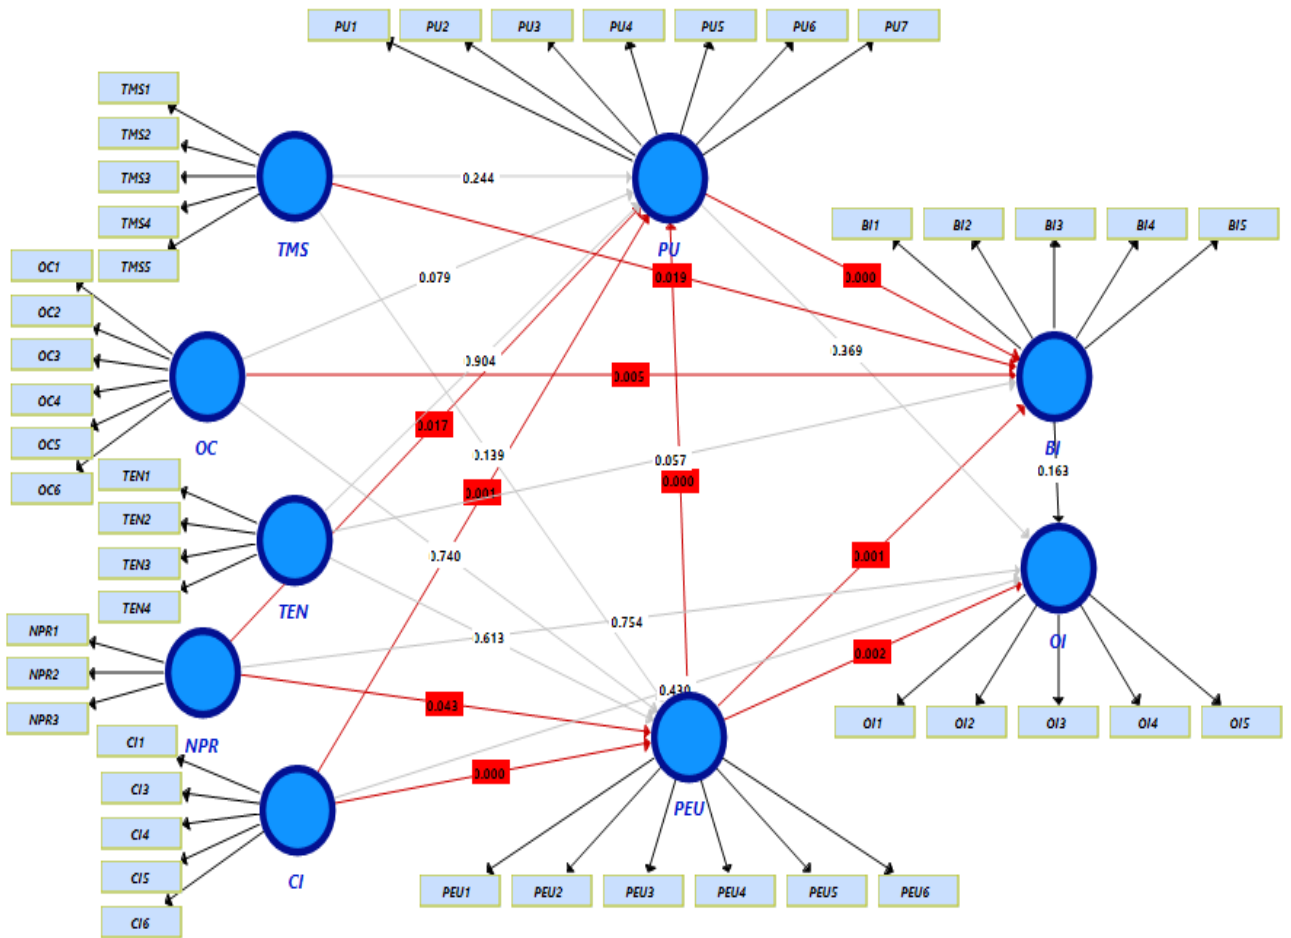 PU1 PU2 PU3 PU4 PU5 PU6 PU7
TMS1
TMS2
TMS3
TMS4
TMS5
TMS
0.244
PU
BI1 BI2 BI3 BI4 BI5
OC1
OC2
OC3
OC4
OC5
OC6
OC
0.079
0.019
0.000
0.369
0.904
0.005
0.017
0.139
0.057
0.000
BI
0.163
TEN1
TEN2
TEN3
TEN4
TEN
0.001
0.740
0.001
0.613
0.754
0.002
OI
NPR1
NPR2
NPR3
NPR
0.043
0.430
OI1 OI2 OI3 OI4 OI5
CI1
CI3
CI4
CI5
CI6
CI
0.000
PEU
PEU1 PEU2 PEU3 PEU4 PEU5 PEU6